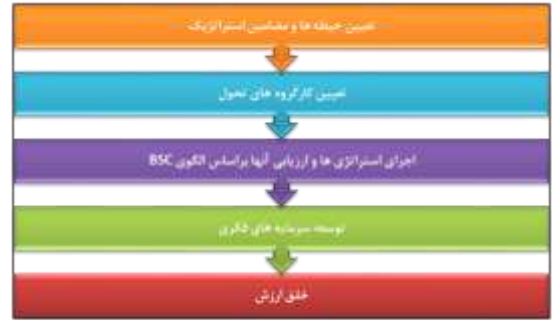 تعیین حیطه ها و مضامین استراتژیک
تعیین کارگروه های تحول
اجرای استراتژی ها و ارزیابی آنها براساس الگوی BSC
توسعه سرمایه های فکری
خلق ارزش